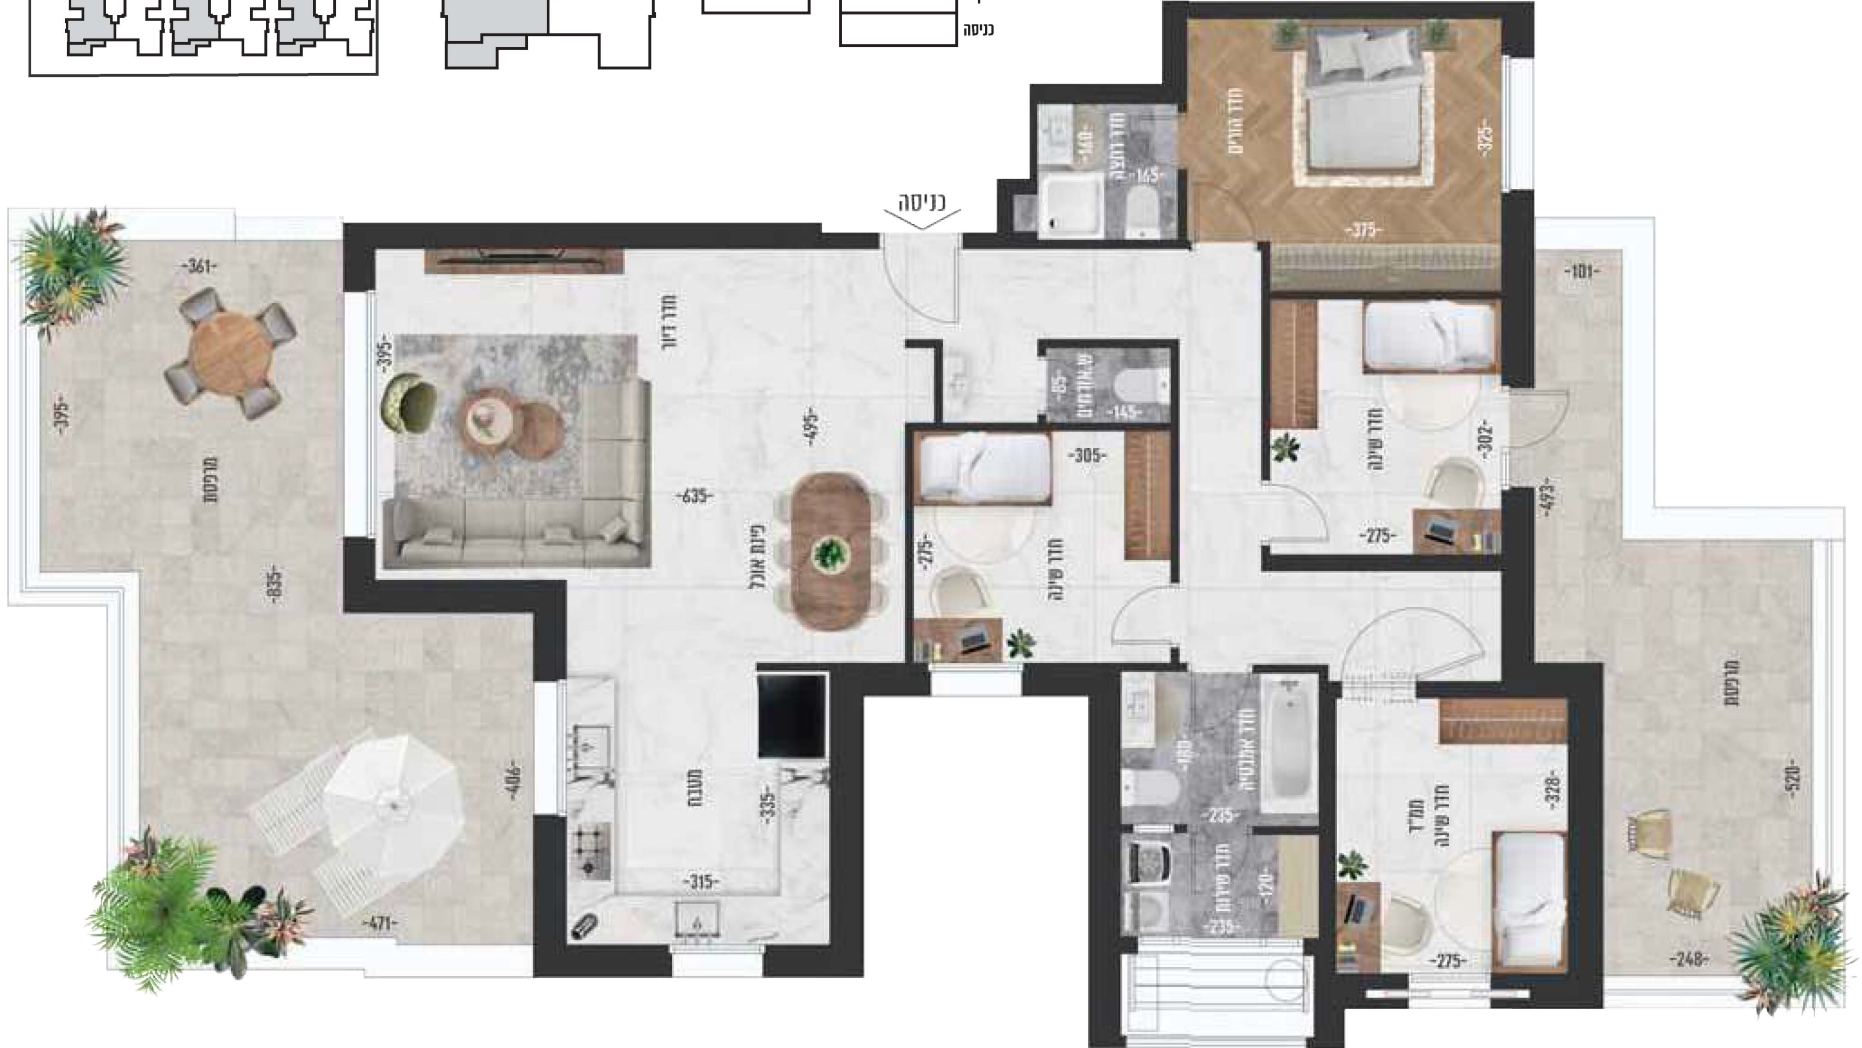 כניסה
כניסה
חדר הורים
-325-
-375-
חדר רחצה
-160-
-165-
-361-
-395-
מרפסת
-835-
-406-
-471-
חדר דיור
-395-
-495-
-635-
פינת אוכל
מטבח
-335-
-315-
ש.אורחים
-85-
-145-
-305-
-275-
חדר שינה
חדר שינה
-302-
-275-
-101-
-493-
מרפסת
-520-
-248-
חדר אמבטיה
-180-
-235-
חדר שירות
-120-
-235-
חדר שינה
ממ"ד
-328-
-275-